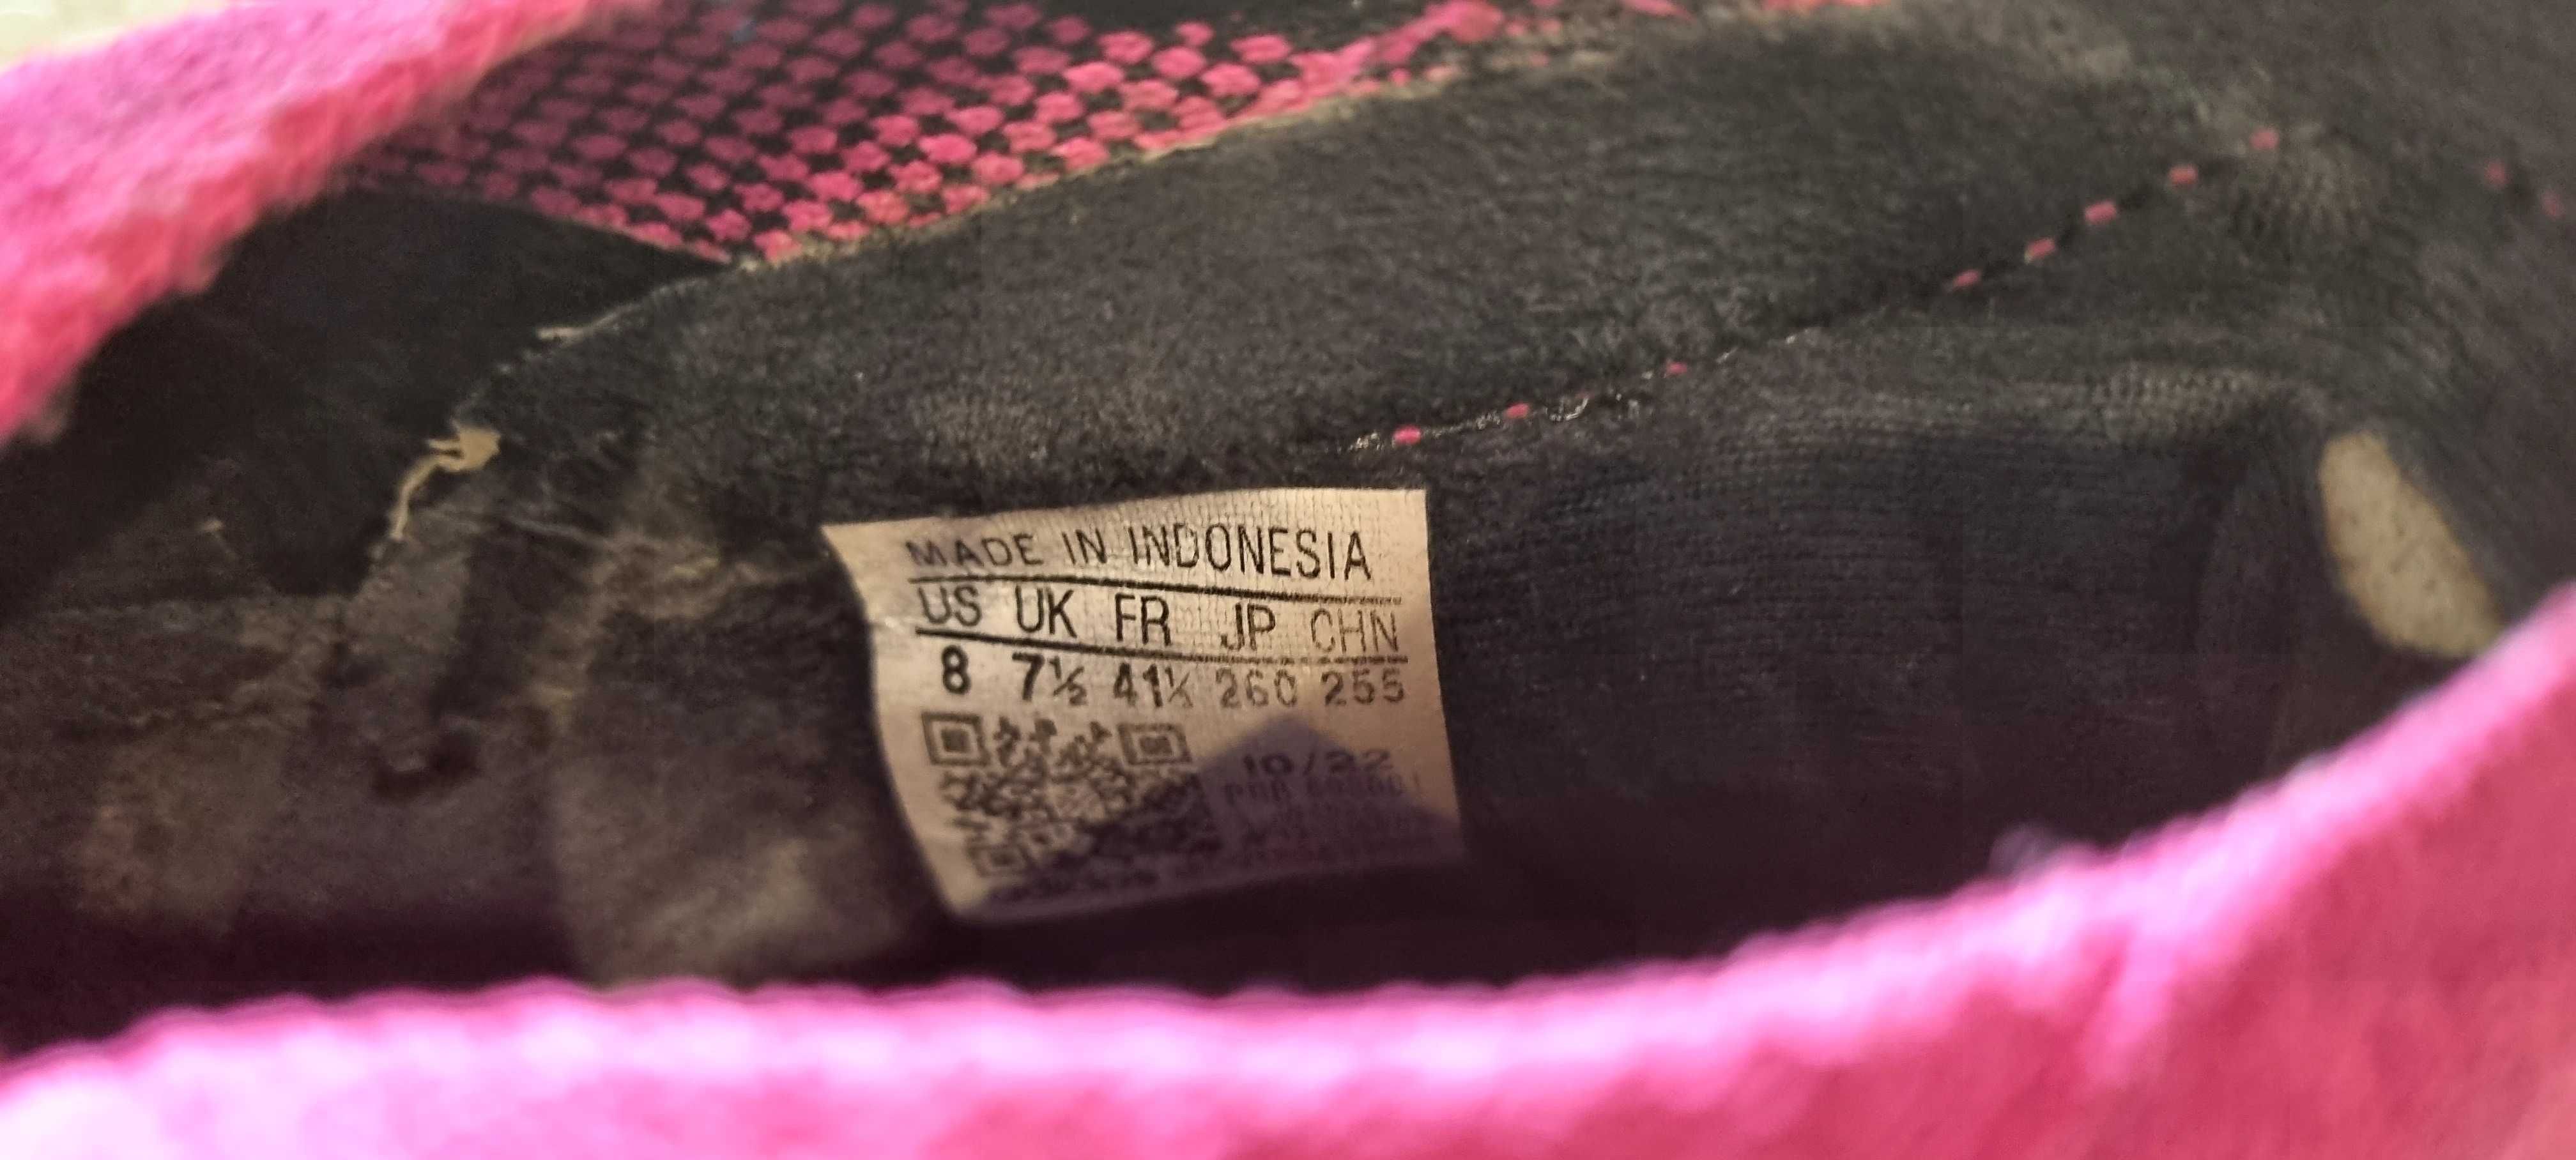 MADE IN INDONESIA
US UK FR JP CHN
8 7½ 41⅓ 260 255
10/22